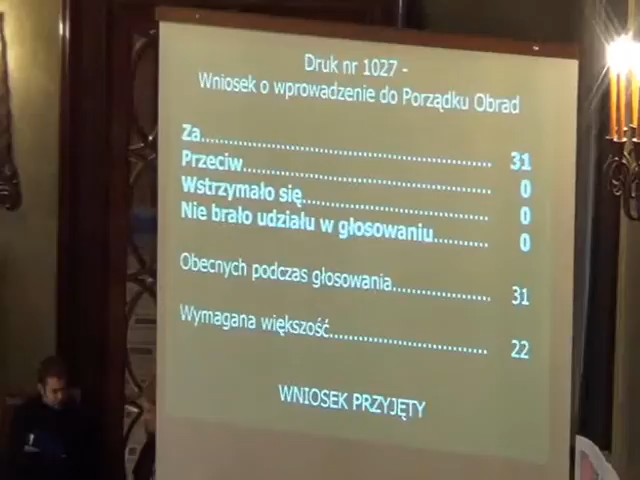 Druk nr 1027 -
Wniosek o wprowadzenie do Porządku Obrad
Za.................................................... 31
Przeciw.............................................. 0
Wstrzymało się.................................. 0
Nie brało udziału w głosowaniu.......... 0
Obecnych podczas głosowania.................. 31
Wymagana większość............................ 22
WNIOSEK PRZYJĘTY